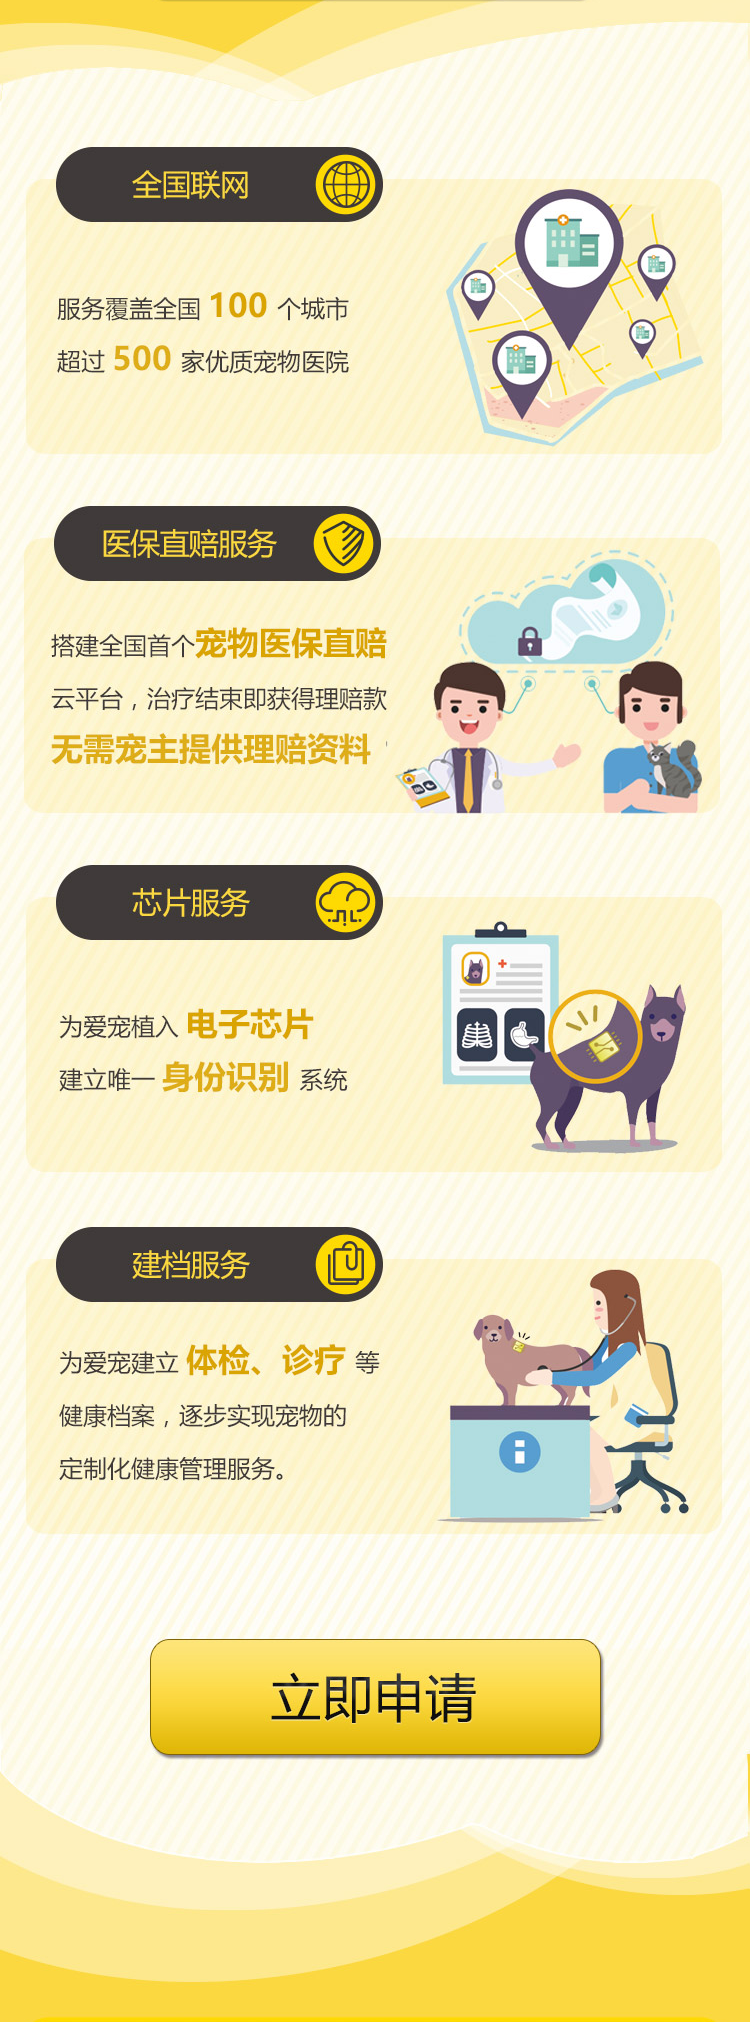 全国联网
服务覆盖全国 100 个城市
超过 500 家优质宠物医院
医保直赔服务
搭建全国首个宠物医保直赔
云平台，治疗结束即获得理赔款
无需宠主提供理赔资料
芯片服务
为爱宠植入 电子芯片
建立唯一 身份识别 系统
建档服务
为爱宠建立 体检、诊疗 等
健康档案，逐步实现宠物的
定制化健康管理服务。
立即申请